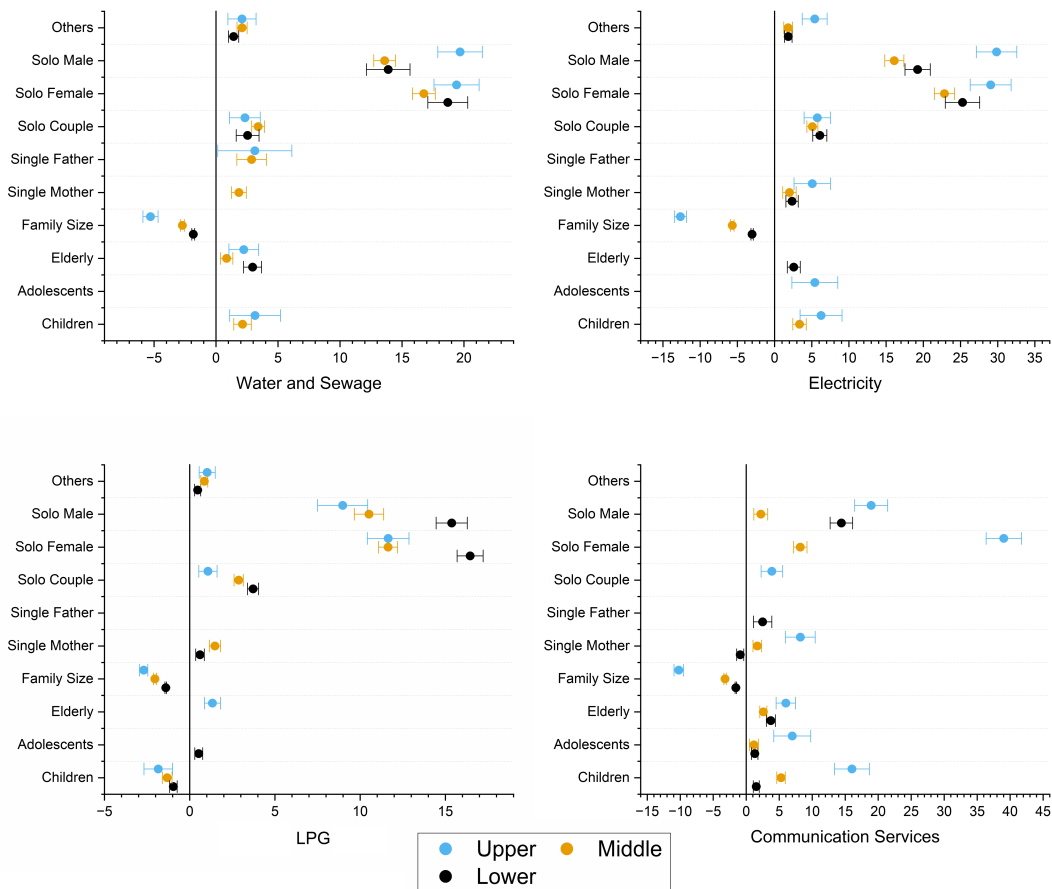 Others
Solo Male
Solo Female
Solo Couple
Single Father
Single Mother
Family Size
Elderly
Adolescents
Children
−5 0 5 10 15 20
Water and Sewage
Others
Solo Male
Solo Female
Solo Couple
Single Father
Single Mother
Family Size
Elderly
Adolescents
Children
−15 −10 −5 0 5 10 15 20 25 30 35
Electricity
Others
Solo Male
Solo Female
Solo Couple
Single Father
Single Mother
Family Size
Elderly
Adolescents
Children
−5 0 5 10 15
LPG
Others
Solo Male
Solo Female
Solo Couple
Single Father
Single Mother
Family Size
Elderly
Adolescents
Children
−15 −10 −5 0 5 10 15 20 25 30 35 40 45
Communication Services
Upper Middle
Lower